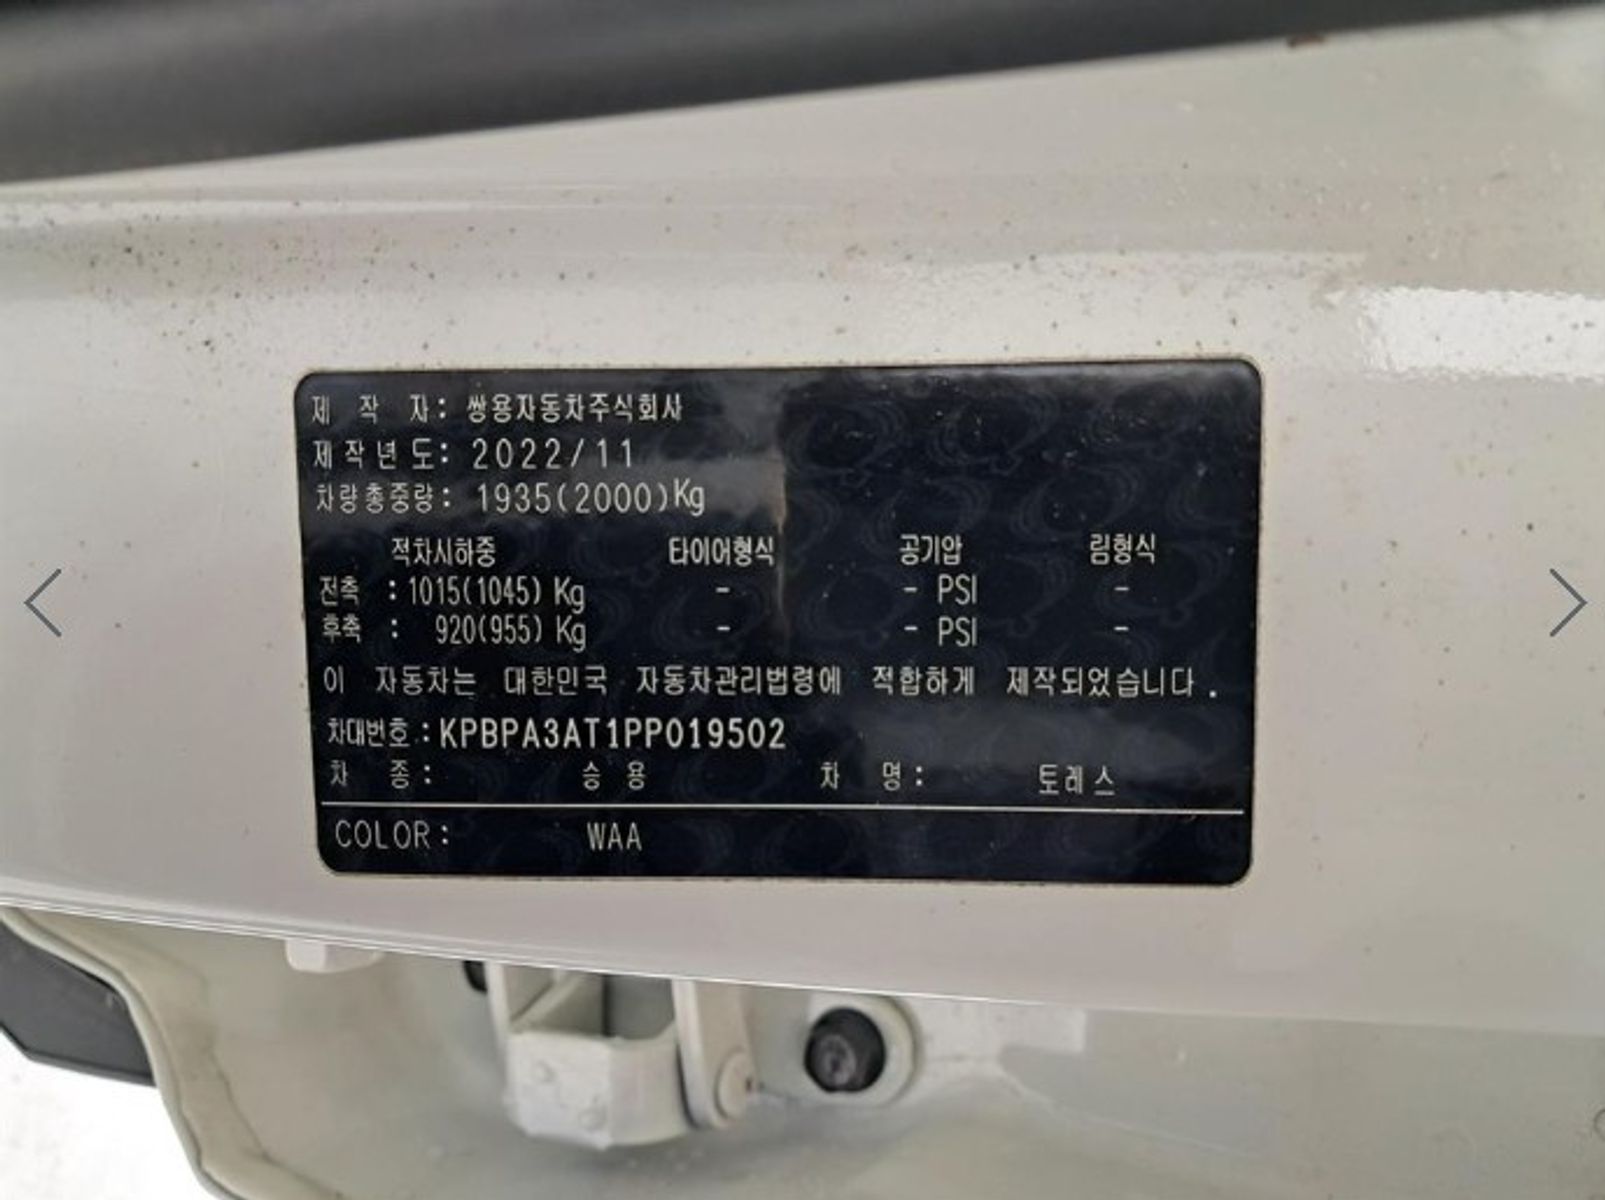 제 작 자: 쌍용자동차주식회사
제작년도: 2022/11
차량총중량: 1935(2000)Kg
적차시하중 타이어형식 공기압 림형식
전축 : 1015(1045) Kg - - PSI -
후축 : 920(955) Kg - - PSI -
이 자동차는 대한민국 자동차관리법령에 적합하게 제작되었습니다.
차대번호: KPBPA3AT1PP019502
차 종: 승 용 차 명: 토레스
COLOR: WAA